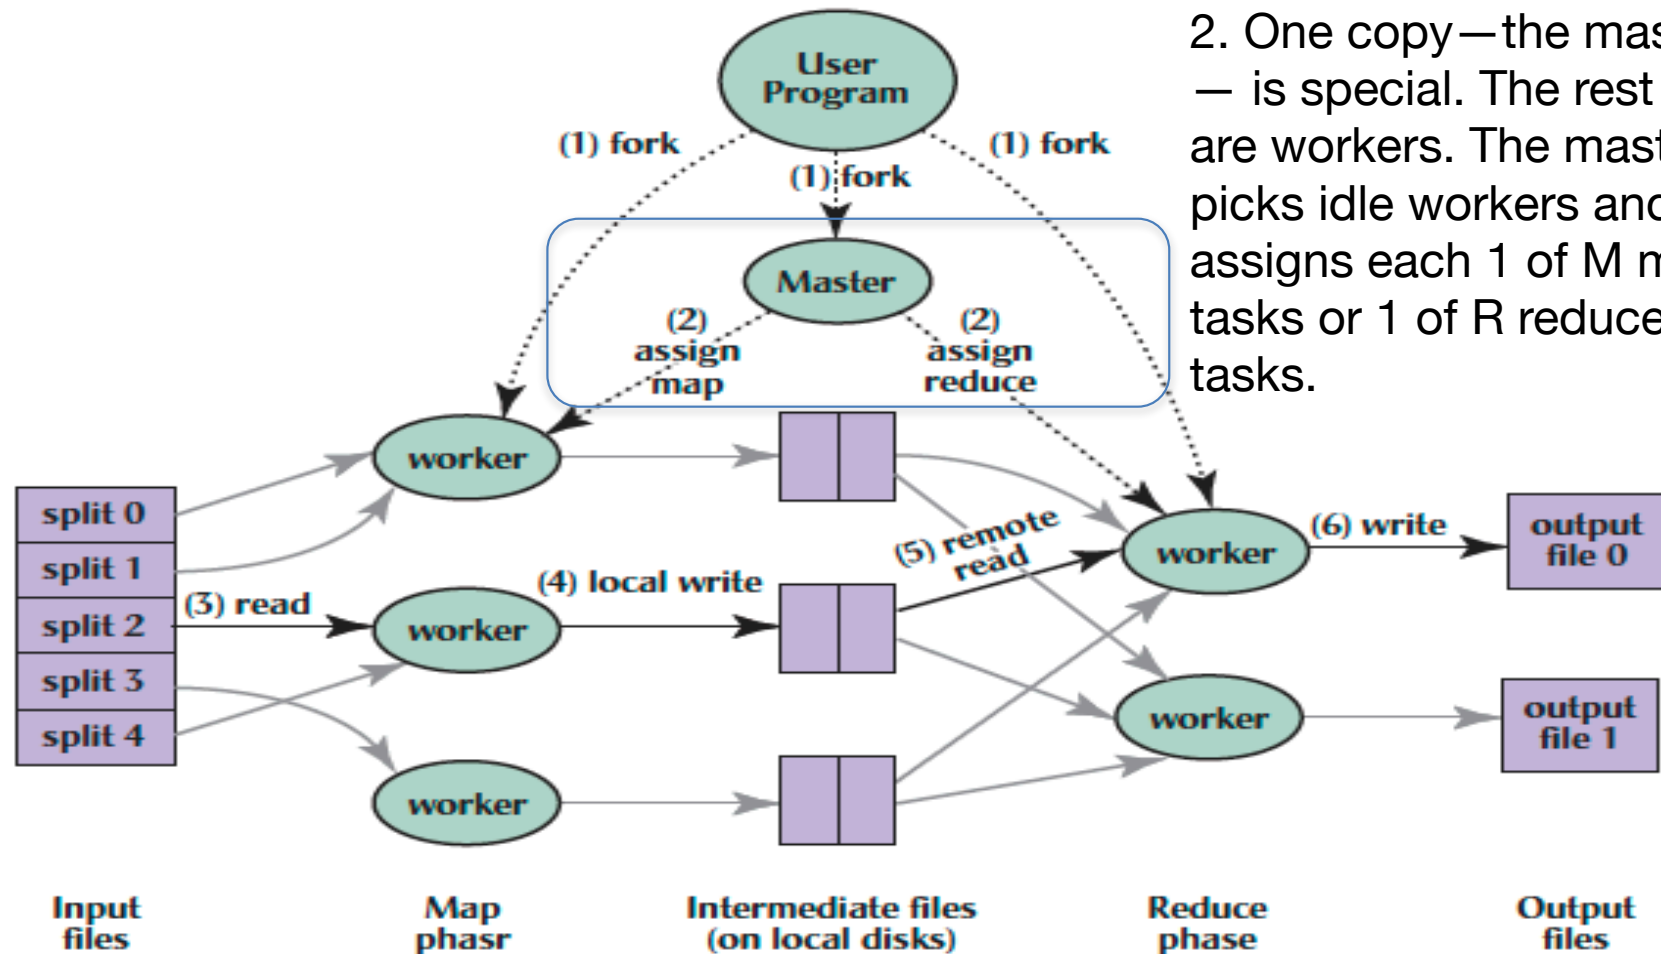 User
Program
2. One copy—the mas
— is special. The rest
are workers. The mast
picks idle workers and
assigns each 1 of M m
tasks or 1 of R reduce
tasks.
(1) fork
(1) fork
(1) fork
Master
(2)
assign
map
(2)
assign
reduce
worker
split 0
split 1
split 2
split 3
split 4
(3) read
worker
(4) local write
(5) remote
read
worker
(6) write
output
file 0
worker
output
file 1
worker
Input
files
Map
phasr
Intermediate files
(on local disks)
Reduce
phase
Output
files